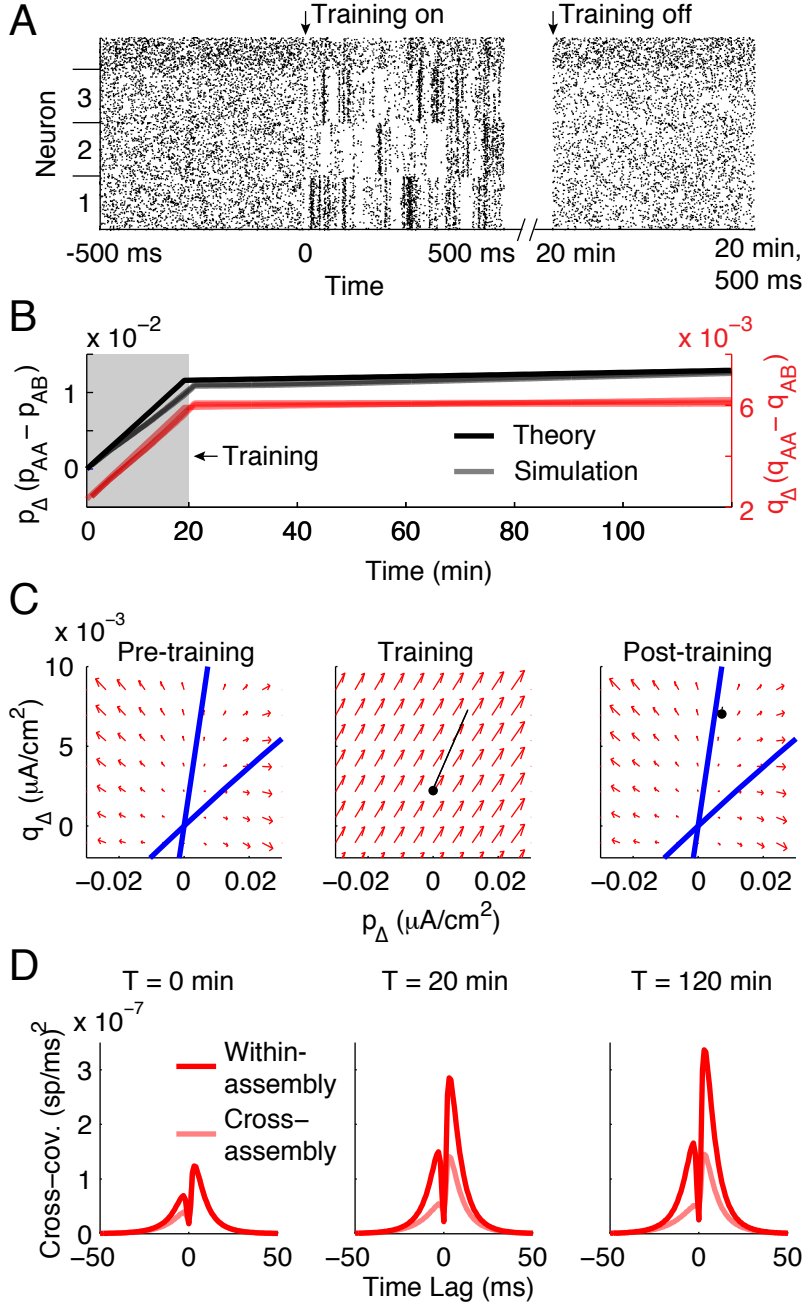 A
Training on
Training off
Neuron
3
2
1
-500 ms
0
500 ms
20 min
20 min,
500 ms
Time
B
x 10⁻²
x 10⁻³
p_Δ (p_AA − p_AB)
1
0
6
2
q_Δ (q_AA − q_AB)
Theory
Simulation
Training
0 20 40 60 80 100
Time (min)
C
x 10⁻³
Pre-training
Training
Post-training
q_Δ (μA/cm²)
10
5
0
−0.02 0 0.02
−0.02 0 0.02
−0.02 0 0.02
p_Δ (μA/cm²)
D
T = 0 min
T = 20 min
T = 120 min
x 10⁻⁷
Cross−cov. (sp/ms)²
3
2
1
0
Within-
assembly
Cross−
assembly
−50 0 50
−50 0 50
−50 0 50
Time Lag (ms)